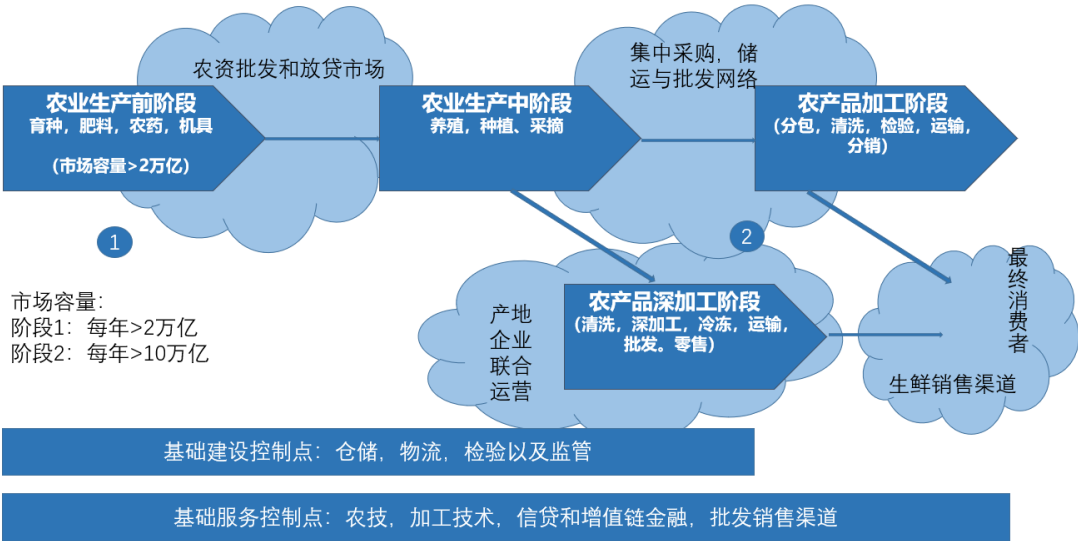 农资批发和放贷市场
集中采购，储
运与批发网络
农业生产前阶段
育种，肥料，农药，机具
（市场容量>2万亿）
农业生产中阶段
养殖，种植、采摘
农产品加工阶段
（分包，清洗，检验，运输，
分销）
1
2
市场容量：
阶段1：每年>2万亿
阶段2：每年>10万亿
产地
企业
联合
运营
农产品深加工阶段
（清洗，深加工，冷冻，运输，
批发。零售）
最终消费者
生鲜销售渠道
基础建设控制点：仓储，物流，检验以及监管
基础服务控制点：农技，加工技术，信贷和增值链金融，批发销售渠道